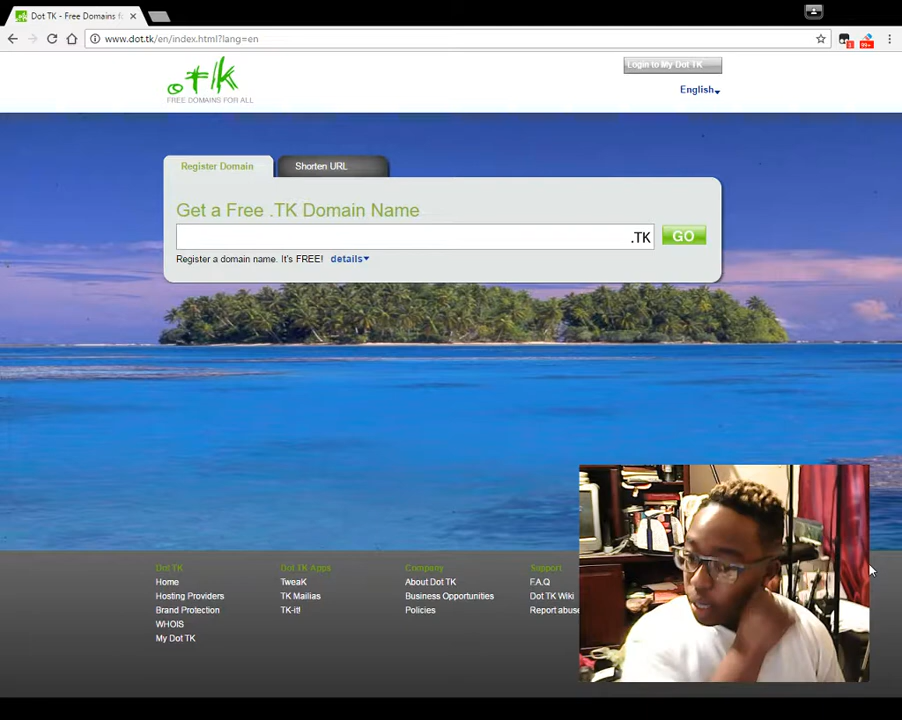 Dot TK - Free Domains f
www.dot.tk/en/index.html?lang=en
1
99+
.TK
FREE DOMAINS FOR ALL
Login to My Dot TK
English
Register Domain
Shorten URL
Get a Free .TK Domain Name
.TK
GO
Register a domain name. It's FREE! details
Dot TK
Home
Hosting Providers
Brand Protection
WHOIS
My Dot TK
Dot TK Apps
TweaK
TK Mailias
TK-it!
Company
About Dot TK
Business Opportunities
Policies
Support
F.A.Q
Dot TK Wiki
Report abuse